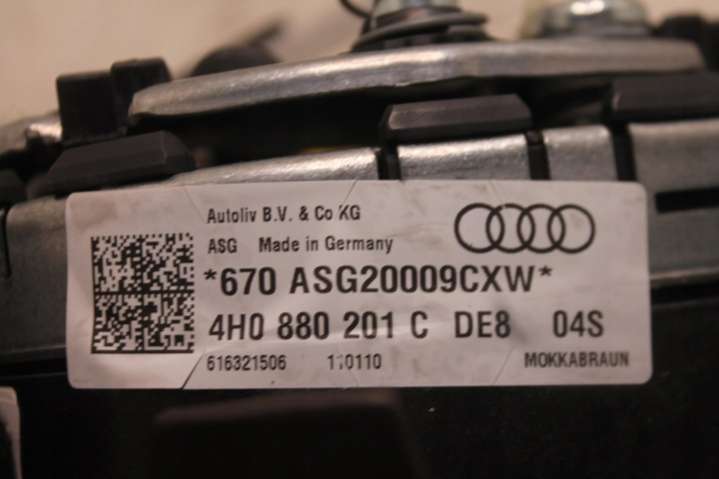 Autoliv B.V. & Co KG
ASG Made in Germany
*670 ASG20009CXW*
4H0 880 201 C DE8 04S
616321506 110110 MOKKABRAUN